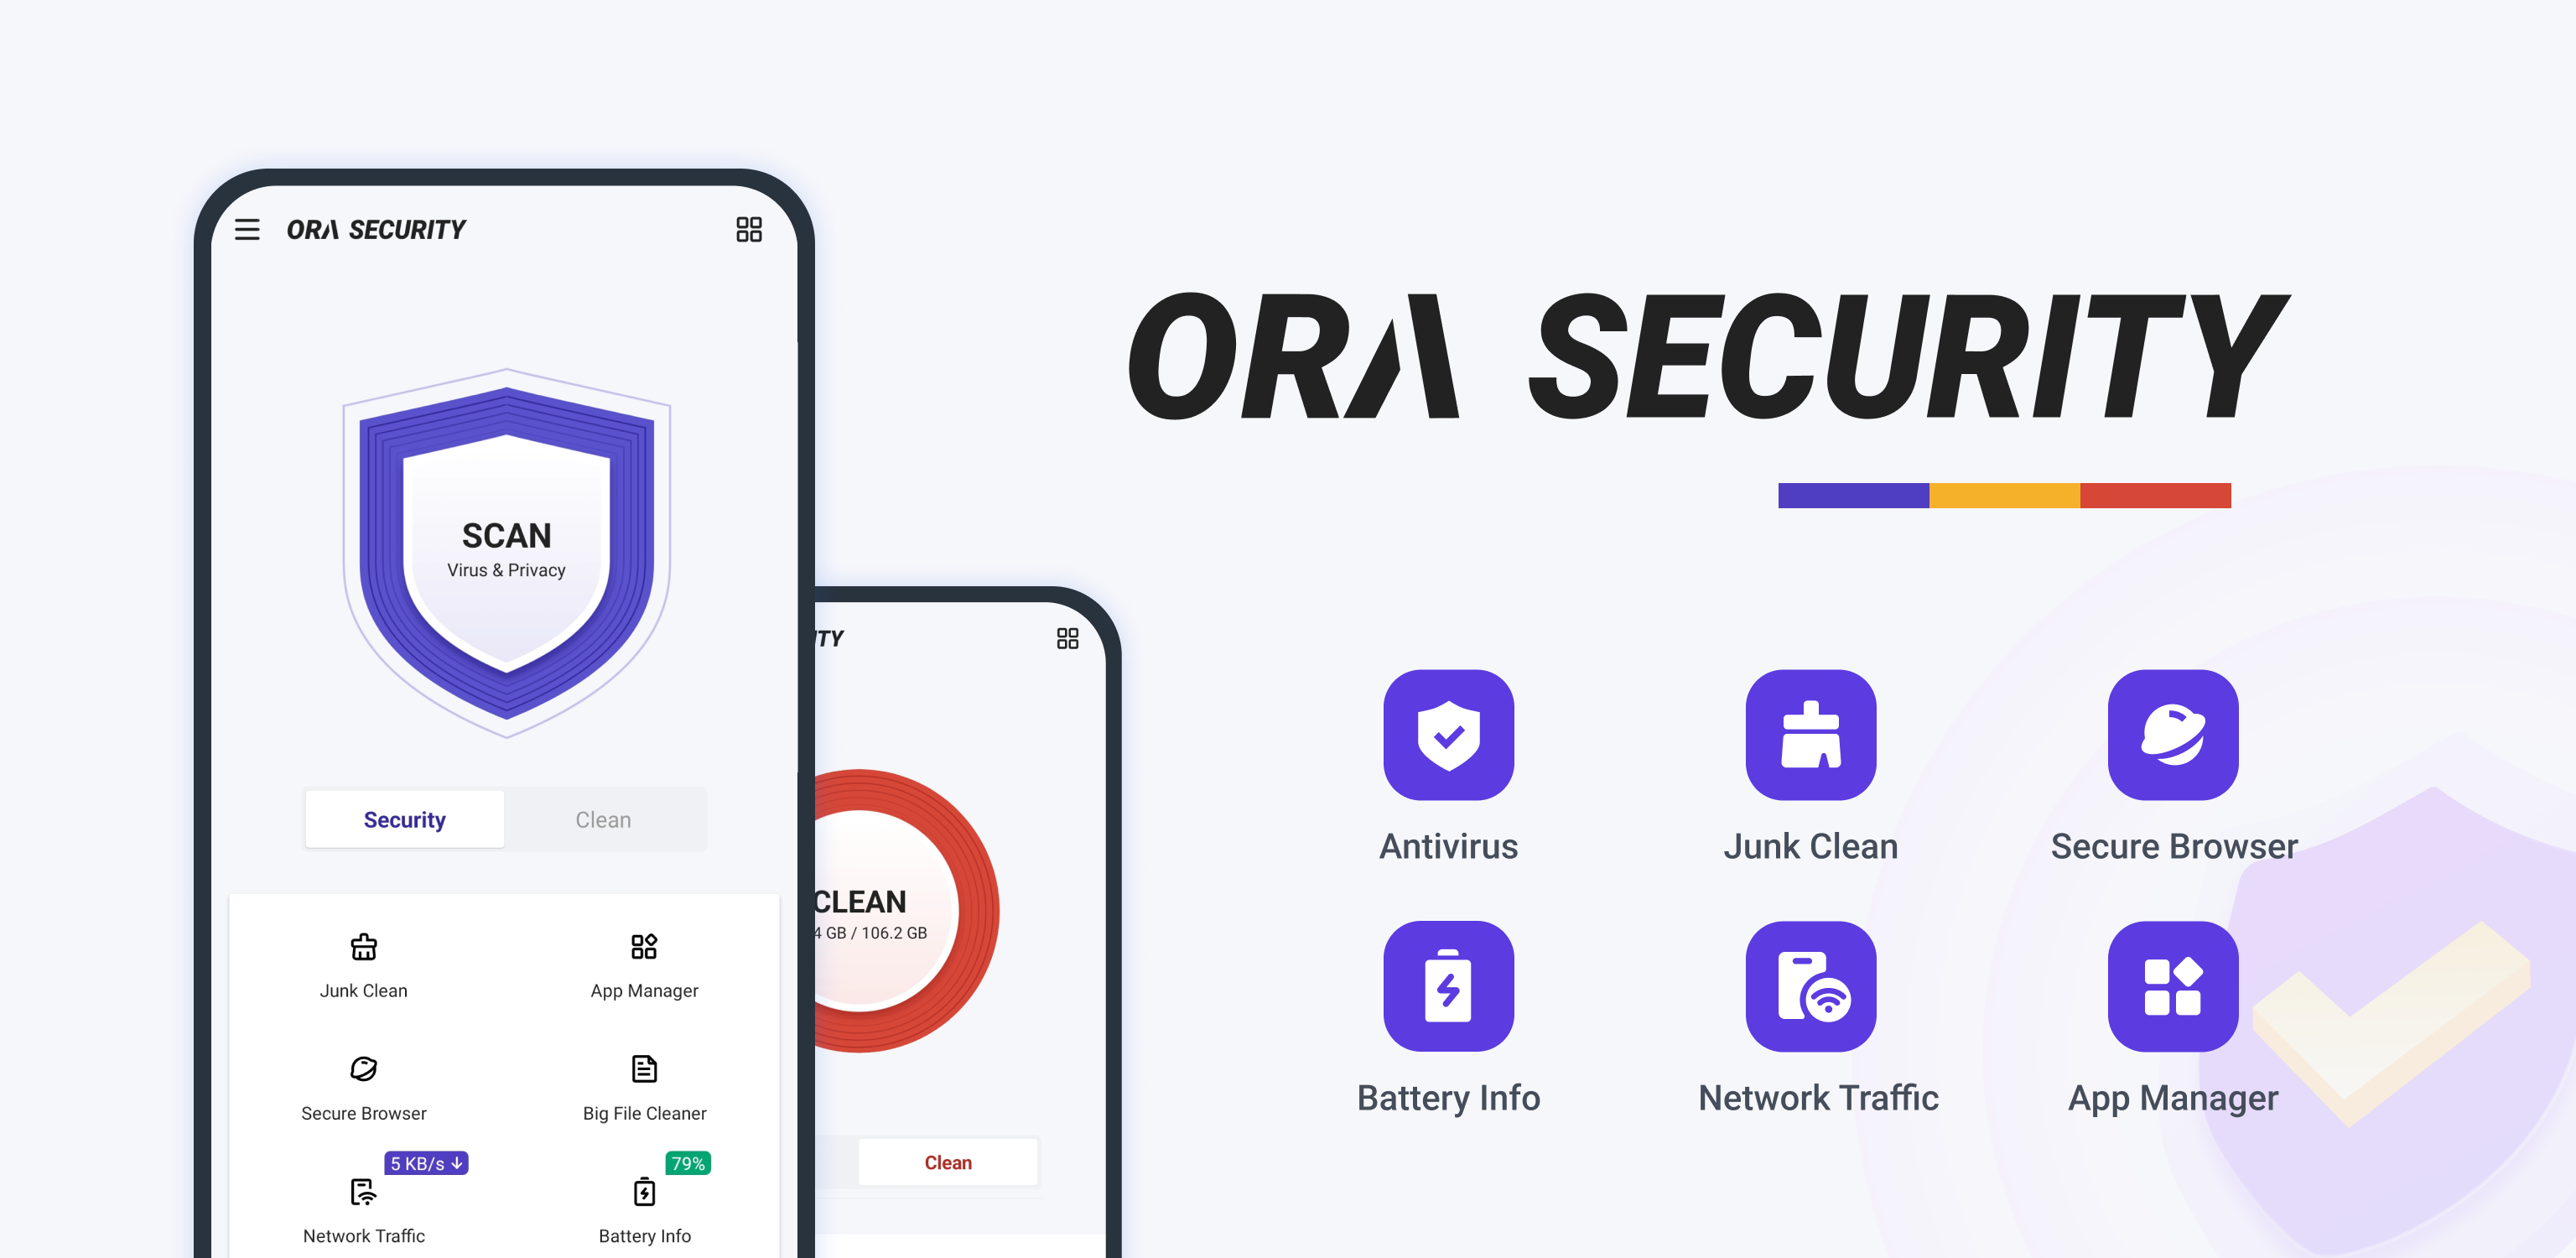 ORA SECURITY
SCAN
Virus & Privacy
Security
Clean
Junk Clean
App Manager
Secure Browser
Big File Cleaner
5 KB/s
79%
Network Traffic
Battery Info
CLEAN
GB / 106.2 GB
Clean
ORA SECURITY
Antivirus
Junk Clean
Secure Browser
Battery Info
Network Traffic
App Manager